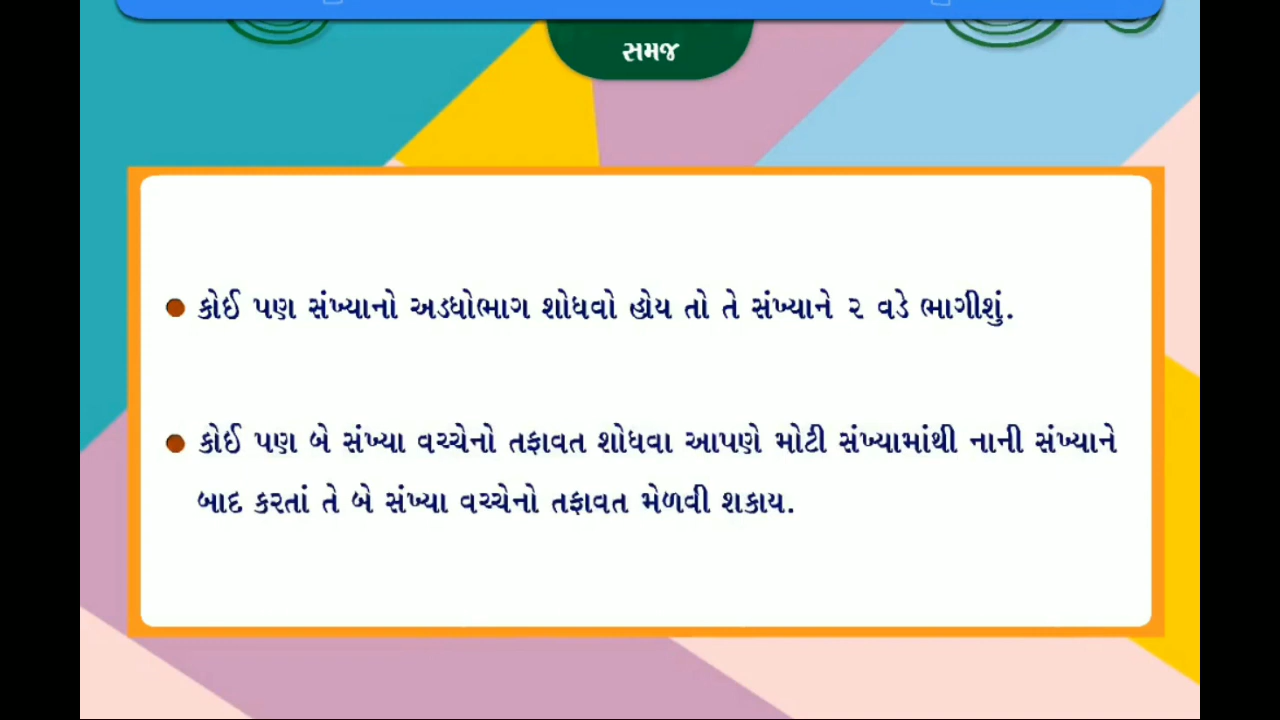 સમજ
કોઈ પણ સંખ્યાનો અડધોભાગ શોધવો હોય તો તે સંખ્યાને ૨ વડે ભાગીશું.
કોઈ પણ બે સંખ્યા વચ્ચેનો તફાવત શોધવા આપણે મોટી સંખ્યામાંથી નાની સંખ્યાને
બાદ કરતાં તે બે સંખ્યા વચ્ચેનો તફાવત મેળવી શકાય.